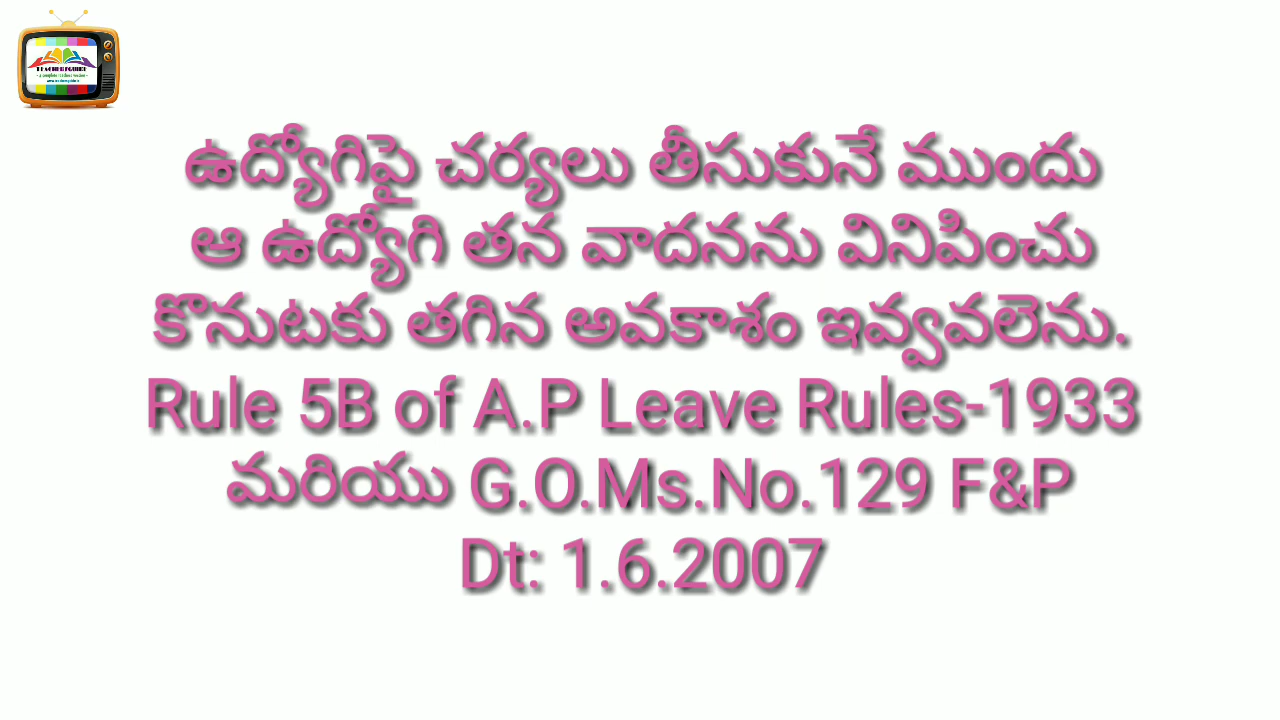 TEACHER4GUIDE
ఉద్యోగిపై చర్యలు తీసుకునే ముందు
ఆ ఉద్యోగి తన వాదనను వినిపించు
కొనుటకు తగిన అవకాశం ఇవ్వవలెను.
Rule 5B of A.P Leave Rules-1933
మరియు G.O.Ms.No.129 F&P
Dt: 1.6.2007